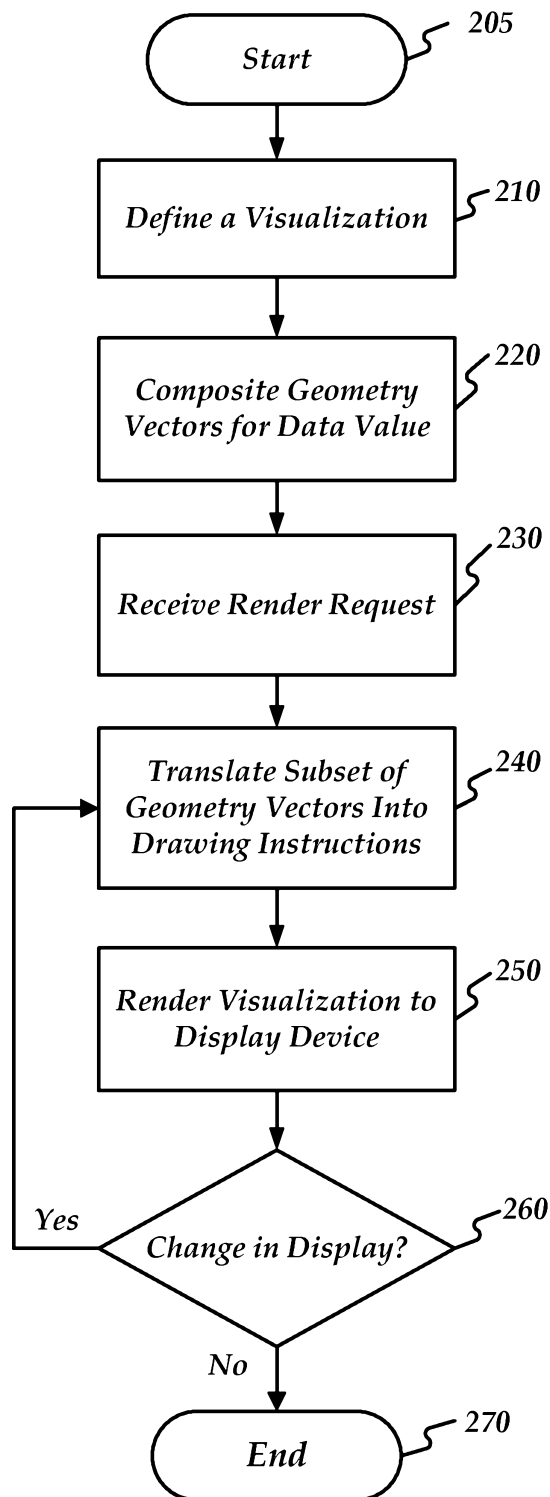 Start
205
Define a Visualization
210
Composite Geometry
Vectors for Data Value
220
Receive Render Request
230
Translate Subset of
Geometry Vectors Into
Drawing Instructions
240
Render Visualization to
Display Device
250
Change in Display?
260
Yes
No
End
270